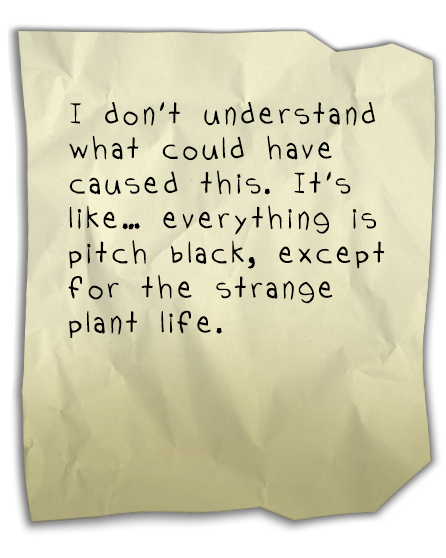 I don't understand
what could have
caused this. It's
like... everything is
pitch black, except
for the strange
plant life.